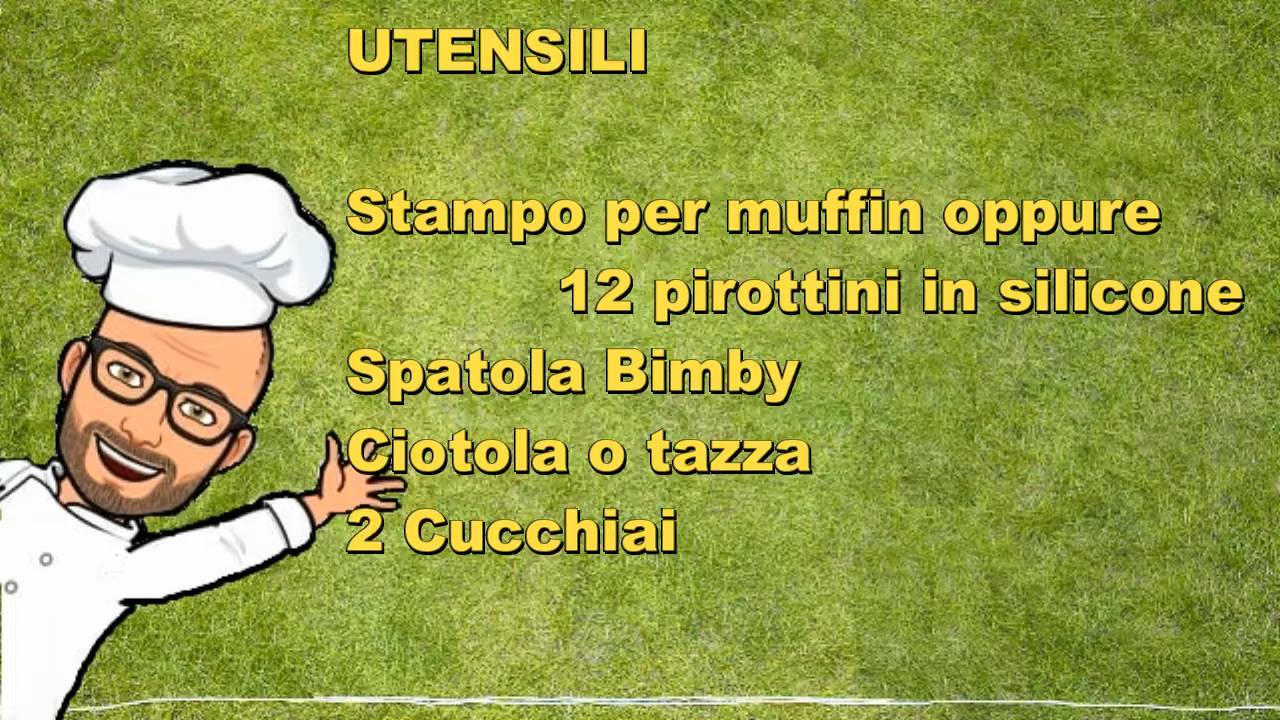 UTENSILI
Stampo per muffin oppure
12 pirottini in silicone
Spatola Bimby
Ciotola o tazza
2 Cucchiai